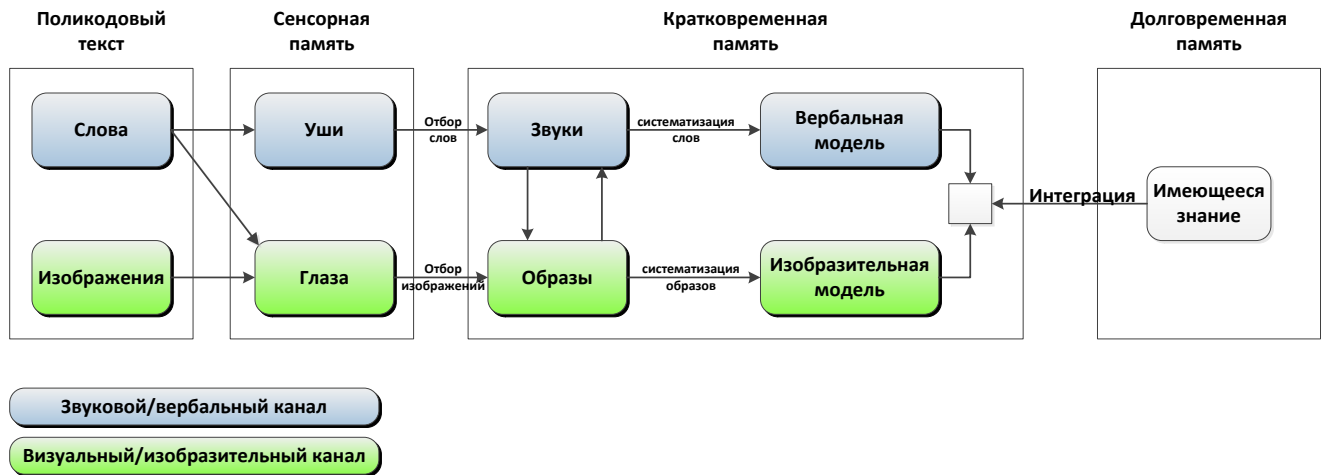 Поликодовый
текст
Сенсорная
память
Кратковременная
память
Долговременная
память
Слова
Уши
Отбор
слов
Звуки
систематизация
слов
Вербальная
модель
Интеграция
Имеющееся
знание
Изображения
Глаза
Отбор
изображений
Образы
систематизация
образов
Изобразительная
модель
Звуковой/вербальный канал
Визуальный/изобразительный канал